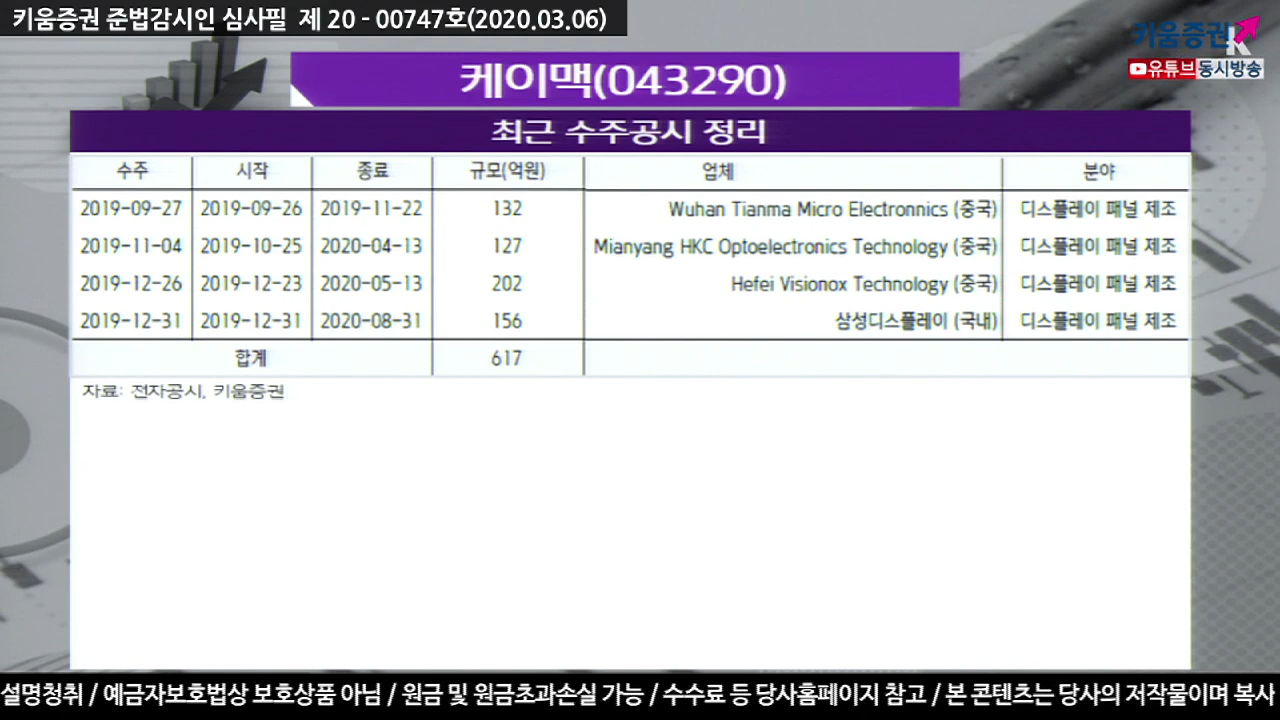 키움증권 준법감시인 심사필 제 20 - 00747호(2020.03.06)
키움증권
유튜브 동시방송
케이맥(043290)
최근 수주공시 정리
수주 시작 종료 규모(억원) 업체 분야
2019-09-27 2019-09-26 2019-11-22 132 Wuhan Tianma Micro Electronnics (중국) 디스플레이 패널 제조
2019-11-04 2019-10-25 2020-04-13 127 Mianyang HKC Optoelectronics Technology (중국) 디스플레이 패널 제조
2019-12-26 2019-12-23 2020-05-13 202 Hefei Visionox Technology (중국) 디스플레이 패널 제조
2019-12-31 2019-12-31 2020-08-31 156 삼성디스플레이 (국내) 디스플레이 패널 제조
합계 617
자료: 전자공시, 키움증권
설명청취 / 예금자보호법상 보호상품 아님 / 원금 및 원금초과손실 가능 / 수수료 등 당사홈페이지 참고 / 본 콘텐츠는 당사의 저작물이며 복사